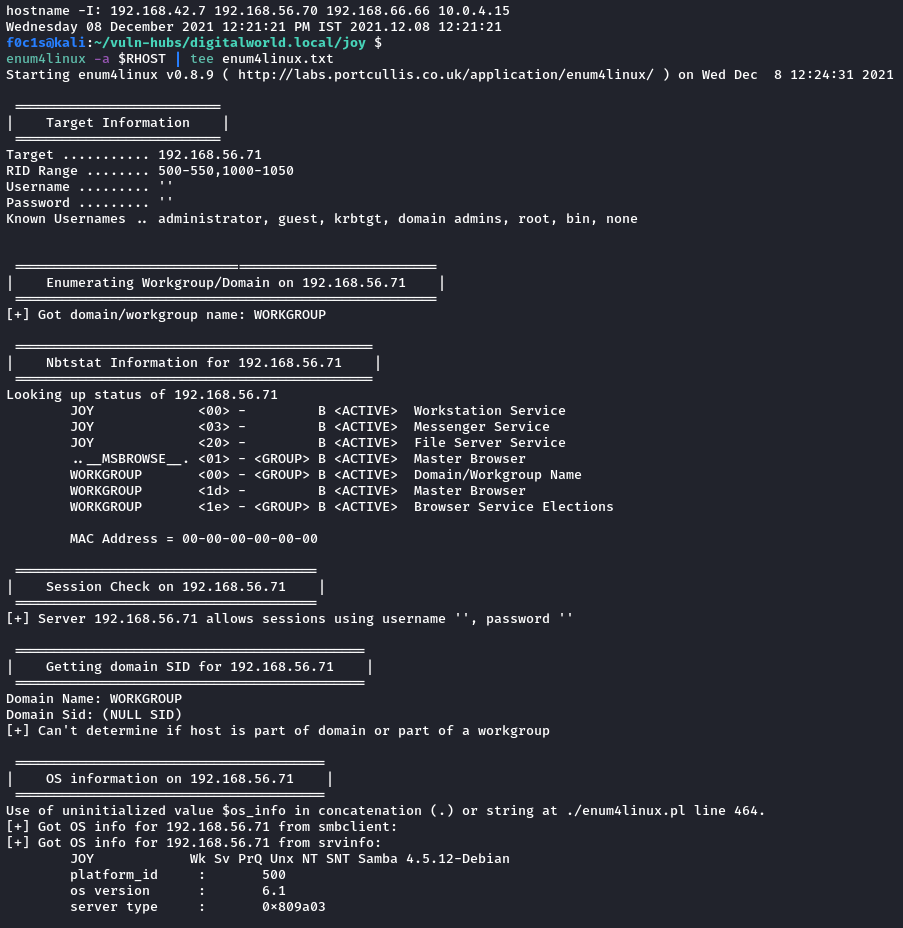 hostname -I: 192.168.42.7 192.168.56.70 192.168.66.66 10.0.4.15
Wednesday 08 December 2021 12:21:21 PM IST 2021.12.08 12:21:21
f0c1s@kali:~/vuln-hubs/digitalworld.local/joy $
enum4linux -a $RHOST | tee enum4linux.txt
Starting enum4linux v0.8.9 ( http://labs.portcullis.co.uk/application/enum4linux/ ) on Wed Dec  8 12:24:31 2021
 ==========================
|    Target Information    |
 ==========================
Target ........... 192.168.56.71
RID Range ........ 500-550,1000-1050
Username ......... ''
Password ......... ''
Known Usernames .. administrator, guest, krbtgt, domain admins, root, bin, none
 =====================================================
|    Enumerating Workgroup/Domain on 192.168.56.71    |
 =====================================================
[+] Got domain/workgroup name: WORKGROUP
 =============================================
|    Nbtstat Information for 192.168.56.71    |
 =============================================
Looking up status of 192.168.56.71
        JOY             <00> -         B <ACTIVE>  Workstation Service
        JOY             <03> -         B <ACTIVE>  Messenger Service
        JOY             <20> -         B <ACTIVE>  File Server Service
        ..__MSBROWSE__. <01> - <GROUP> B <ACTIVE>  Master Browser
        WORKGROUP       <00> - <GROUP> B <ACTIVE>  Domain/Workgroup Name
        WORKGROUP       <1d> -         B <ACTIVE>  Master Browser
        WORKGROUP       <1e> - <GROUP> B <ACTIVE>  Browser Service Elections
        MAC Address = 00-00-00-00-00-00
 ======================================
|    Session Check on 192.168.56.71    |
 ======================================
[+] Server 192.168.56.71 allows sessions using username '', password ''
 ============================================
|    Getting domain SID for 192.168.56.71    |
 ============================================
Domain Name: WORKGROUP
Domain Sid: (NULL SID)
[+] Can't determine if host is part of domain or part of a workgroup
 =======================================
|    OS information on 192.168.56.71    |
 =======================================
Use of uninitialized value $os_info in concatenation (.) or string at ./enum4linux.pl line 464.
[+] Got OS info for 192.168.56.71 from smbclient:
[+] Got OS info for 192.168.56.71 from srvinfo:
        JOY            Wk Sv PrQ Unx NT SNT Samba 4.5.12-Debian
        platform_id     :       500
        os version      :       6.1
        server type     :       0x809a03